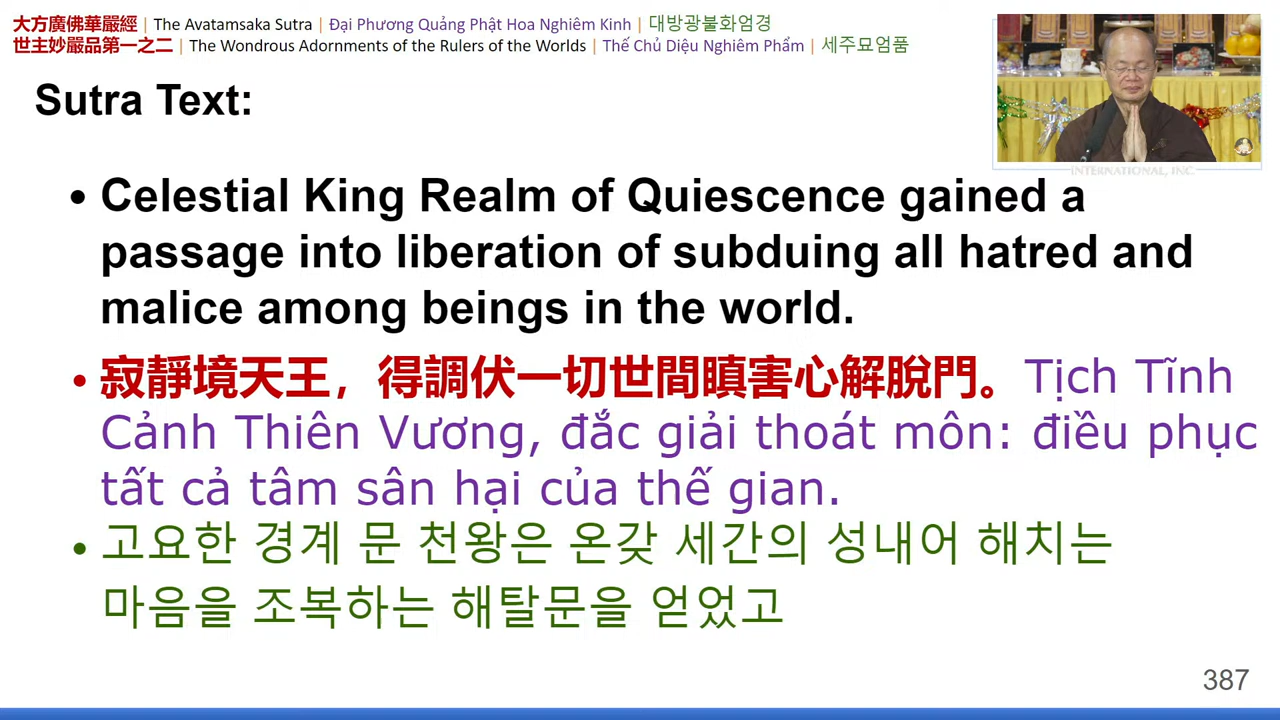 大方廣佛華嚴經 | The Avatamsaka Sutra | Đại Phương Quảng Phật Hoa Nghiêm Kinh | 대방광불화엄경
世主妙嚴品第一之二 | The Wondrous Adornments of the Rulers of the Worlds | Thế Chủ Diệu Nghiêm Phẩm | 세주묘엄품
Sutra Text:
INTERNATIONAL, INC
• Celestial King Realm of Quiescence gained a
passage into liberation of subduing all hatred and
malice among beings in the world.
• 寂靜境天王，得調伏一切世間瞋害心解脫門。Tịch Tĩnh
Cảnh Thiên Vương, đắc giải thoát môn: điều phục
tất cả tâm sân hại của thế gian.
• 고요한 경계 문 천왕은 온갖 세간의 성내어 해치는
마음을 조복하는 해탈문을 얻었고
387